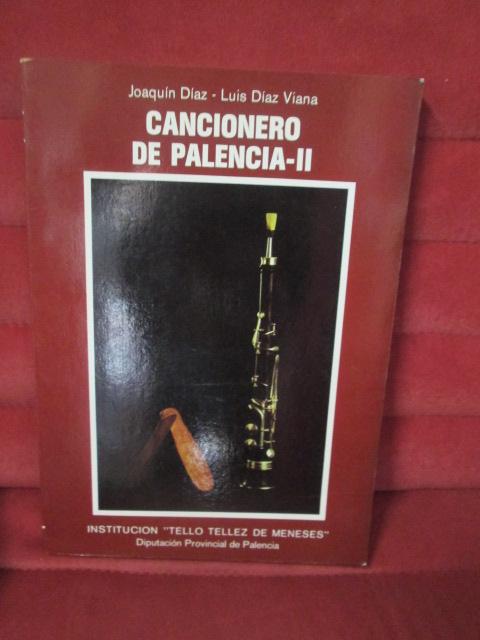 Joaquín Díaz - Luis Díaz Viana
CANCIONERO
DE PALENCIA-II
INSTITUCION "TELLO TELLEZ DE MENESES"
Diputación Provincial de Palencia